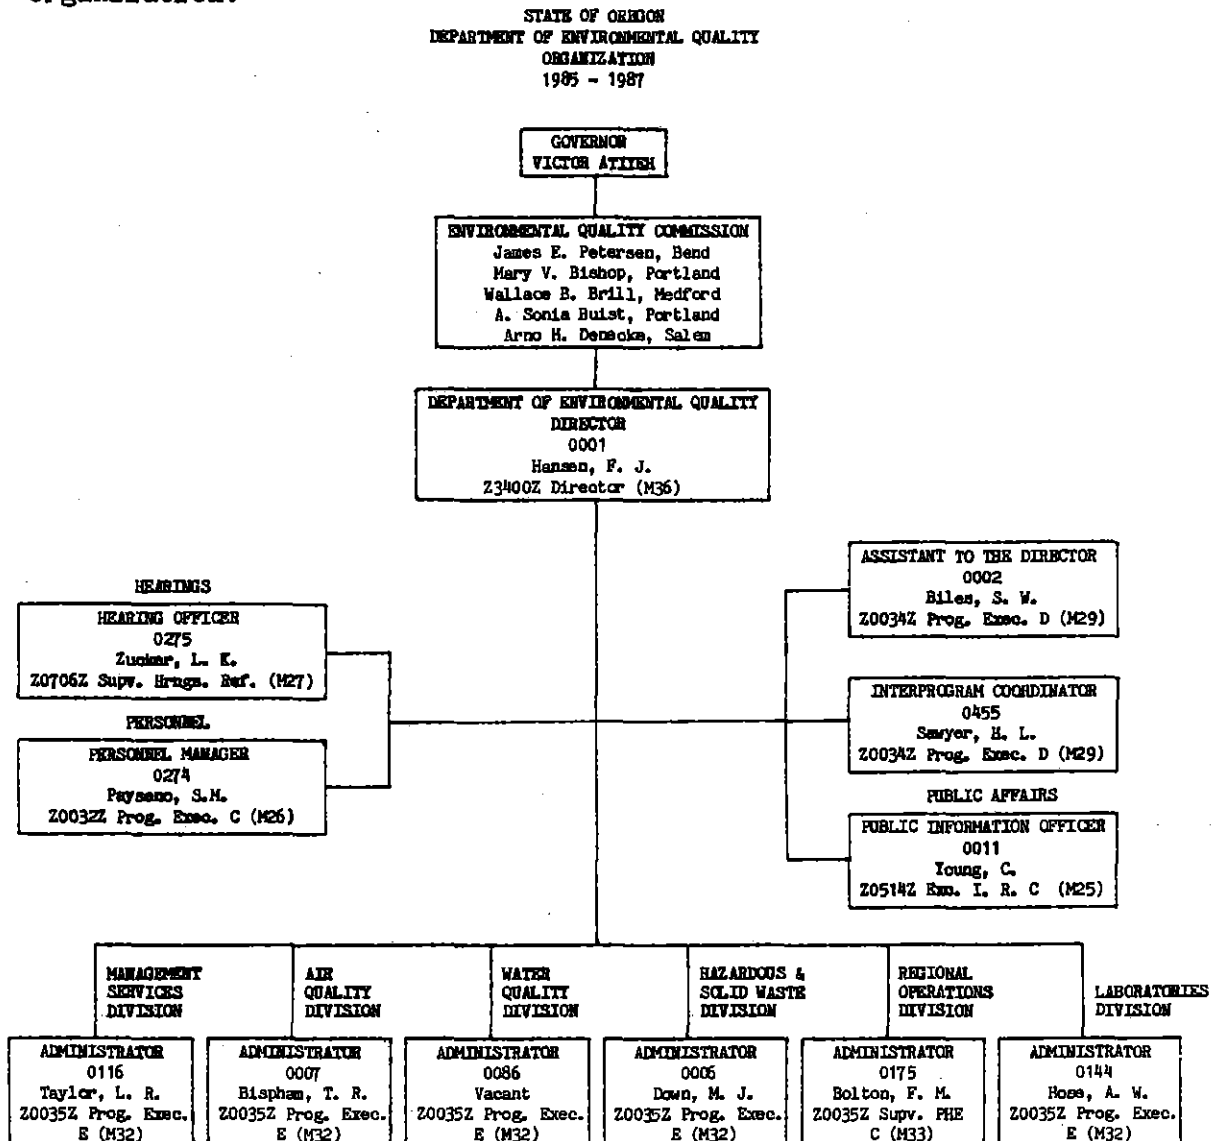 organization.
STATE OF OREGON
DEPARTMENT OF ENVIRONMENTAL QUALITY
ORGANIZATION
1985 - 1987
GOVERNOR
VICTOR ATIYEH
ENVIRONMENTAL QUALITY COMMISSION
James E. Petersen, Bend
Mary V. Bishop, Portland
Wallace B. Brill, Medford
A. Sonia Buist, Portland
Arno H. Denecke, Salem
DEPARTMENT OF ENVIRONMENTAL QUALITY
DIRECTOR
0001
Hansen, F. J.
Z3400Z Director (M36)
HEARINGS
HEARING OFFICER
0275
Zucker, L. K.
Z0706Z Supv. Hrngs. Ref. (M27)
PERSONNEL
PERSONNEL MANAGER
0274
Payseno, S.M.
Z0032Z Prog. Exec. C (M26)
ASSISTANT TO THE DIRECTOR
0002
Biles, S. W.
Z0034Z Prog. Exec. D (M29)
INTERPROGRAM COORDINATOR
0455
Sawyer, H. L.
Z0034Z Prog. Exec. D (M29)
PUBLIC AFFAIRS
PUBLIC INFORMATION OFFICER
0011
Young, C.
Z0514Z Exc. I. R. C (M25)
MANAGEMENT
SERVICES
DIVISION
ADMINISTRATOR
0116
Taylor, L. R.
Z0035Z Prog. Exec.
E (M32)
AIR
QUALITY
DIVISION
ADMINISTRATOR
0007
Bispham, T. R.
Z0035Z Prog. Exec.
E (M32)
WATER
QUALITY
DIVISION
ADMINISTRATOR
0086
Vacant
Z0035Z Prog. Exec.
E (M32)
HAZARDOUS &
SOLID WASTE
DIVISION
ADMINISTRATOR
0006
Down, M. J.
Z0035Z Prog. Exec.
E (M32)
REGIONAL
OPERATIONS
DIVISION
ADMINISTRATOR
0175
Bolton, F. M.
Z0035Z Supv. PHE
C (M33)
LABORATORIES
DIVISION
ADMINISTRATOR
0144
Hose, A. W.
Z0035Z Prog. Exec.
E (M32)